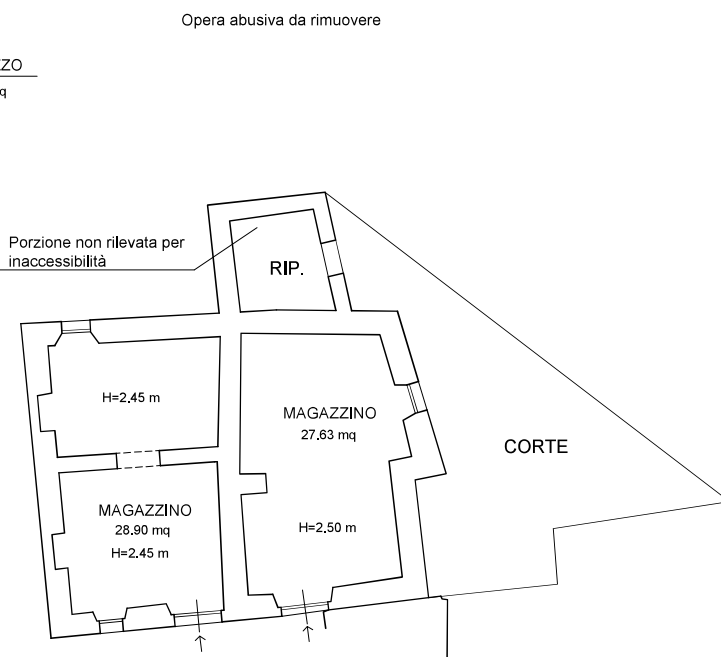 Opera abusiva da rimuovere
Porzione non rilevata per
inaccessibilità
RIP.
H=2.45 m
MAGAZZINO
27.63 mq
CORTE
MAGAZZINO
28.90 mq
H=2.45 m
H=2.50 m